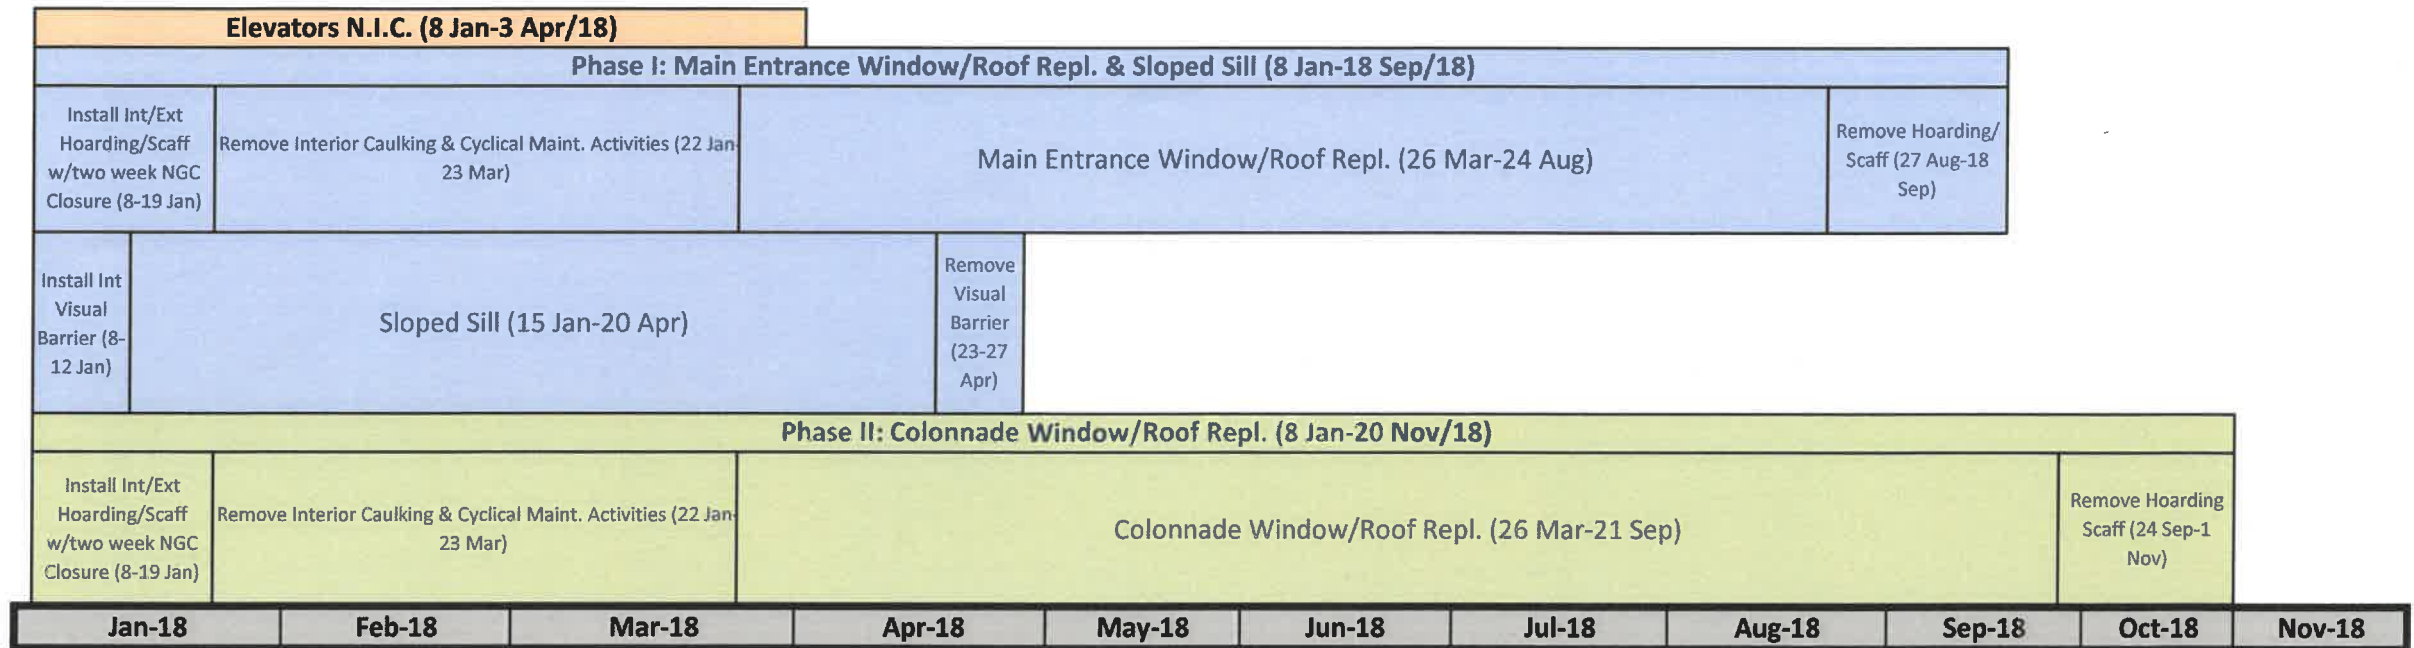 Elevators N.I.C. (8 Jan-3 Apr/18)
Phase I: Main Entrance Window/Roof Repl. & Sloped Sill (8 Jan-18 Sep/18)
Install Int/Ext
Hoarding/Scaff
w/two week NGC
Closure (8-19 Jan)
Remove Interior Caulking & Cyclical Maint. Activities (22 Jan-
23 Mar)
Main Entrance Window/Roof Repl. (26 Mar-24 Aug)
Remove Hoarding/
Scaff (27 Aug-18
Sep)
Install Int
Visual
Barrier (8-
12 Jan)
Sloped Sill (15 Jan-20 Apr)
Remove
Visual
Barrier
(23-27
Apr)
Phase II: Colonnade Window/Roof Repl. (8 Jan-20 Nov/18)
Install Int/Ext
Hoarding/Scaff
w/two week NGC
Closure (8-19 Jan)
Remove Interior Caulking & Cyclical Maint. Activities (22 Jan-
23 Mar)
Colonnade Window/Roof Repl. (26 Mar-21 Sep)
Remove Hoarding
Scaff (24 Sep-1
Nov)
Jan-18
Feb-18
Mar-18
Apr-18
May-18
Jun-18
Jul-18
Aug-18
Sep-18
Oct-18
Nov-18